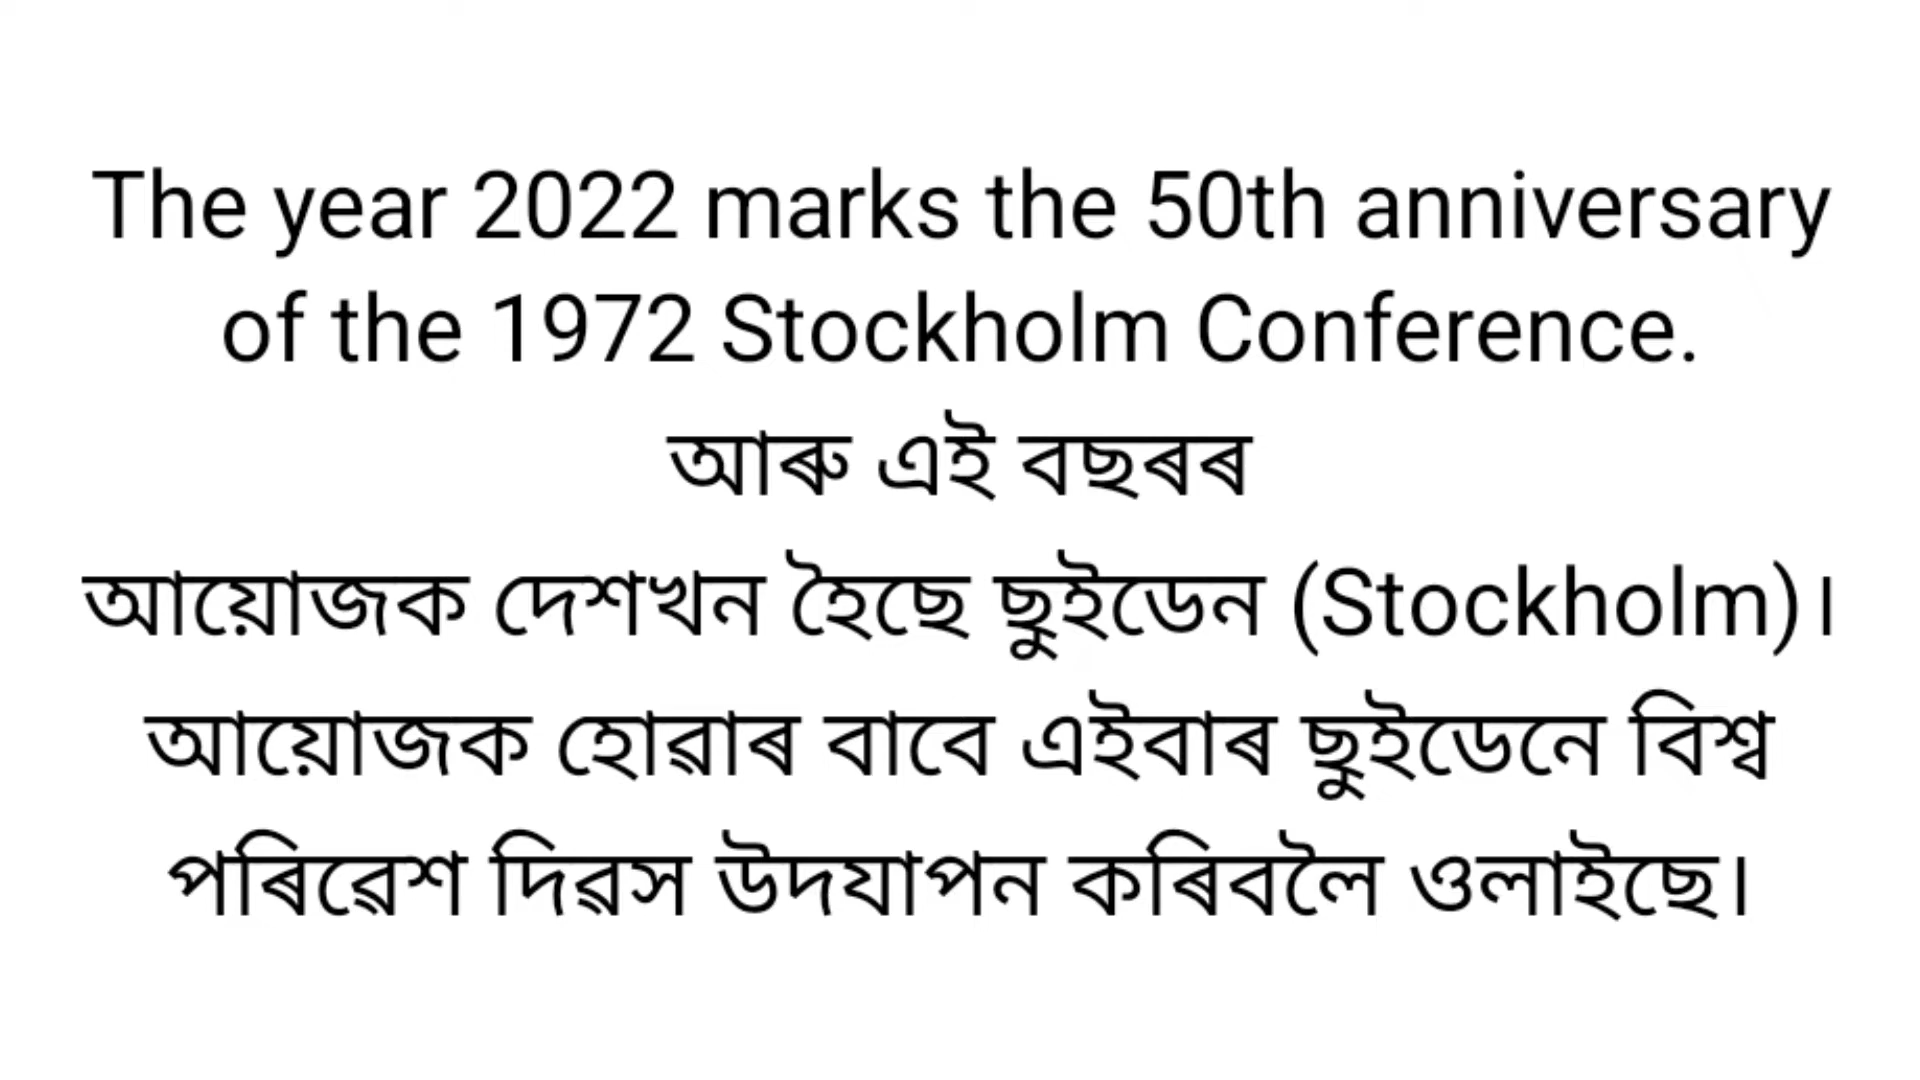 The year 2022 marks the 50th anniversary
of the 1972 Stockholm Conference.
আৰু এই বছৰৰ
আয়োজক দেশখন হৈছে ছুইডেন (Stockholm)।
আয়োজক হোৱাৰ বাবে এইবাৰ ছুইডেনে বিশ্ব
পৰিৱেশ দিৱস উদযাপন কৰিবলৈ ওলাইছে।